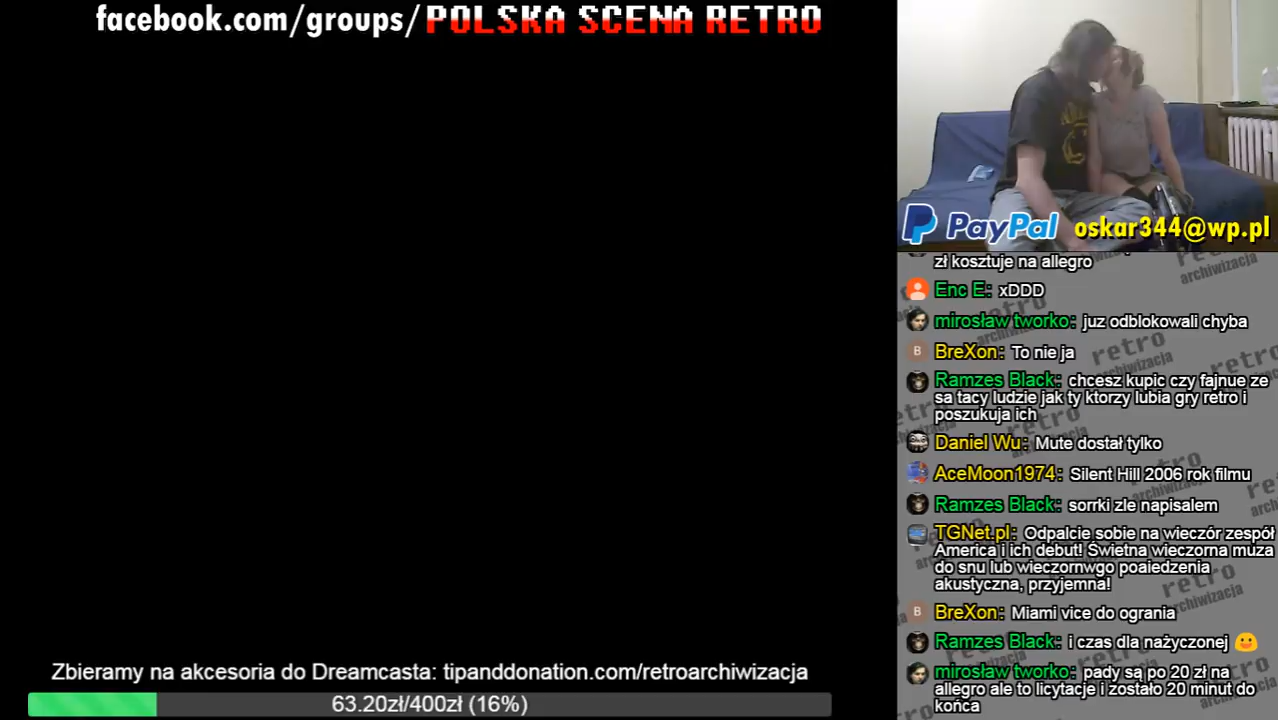 facebook.com/groups/POLSKA SCENA RETRO
PayPal oskar344@wp.pl
zł kosztuje na allegro
Enc E: xDDD
mirosław tworko: juz odblokowali chyba
BreXon: To nie ja
Ramzes Black: chcesz kupic czy fajnue ze
sa tacy ludzie jak ty ktorzy lubia gry retro i
poszukuja ich
Daniel Wu: Mute dostał tylko
AceMoon1974: Silent Hill 2006 rok filmu
Ramzes Black: sorrki zle napisalem
TGNet.pl: Odpalcie sobie na wieczór zespół
America i ich debut! Świetna wieczorna muza
do snu lub wieczornwgo poaiedzenia
akustyczna, przyjemna!
BreXon: Miami vice do ogrania
Ramzes Black: i czas dla nażyczonej
mirosław tworko: pady są po 20 zł na
allegro ale to licytacje i zostało 20 minut do
końca
retro
archiwizacja
Zbieramy na akcesoria do Dreamcasta: tipanddonation.com/retroarchiwizacja
63.20zł/400zł (16%)